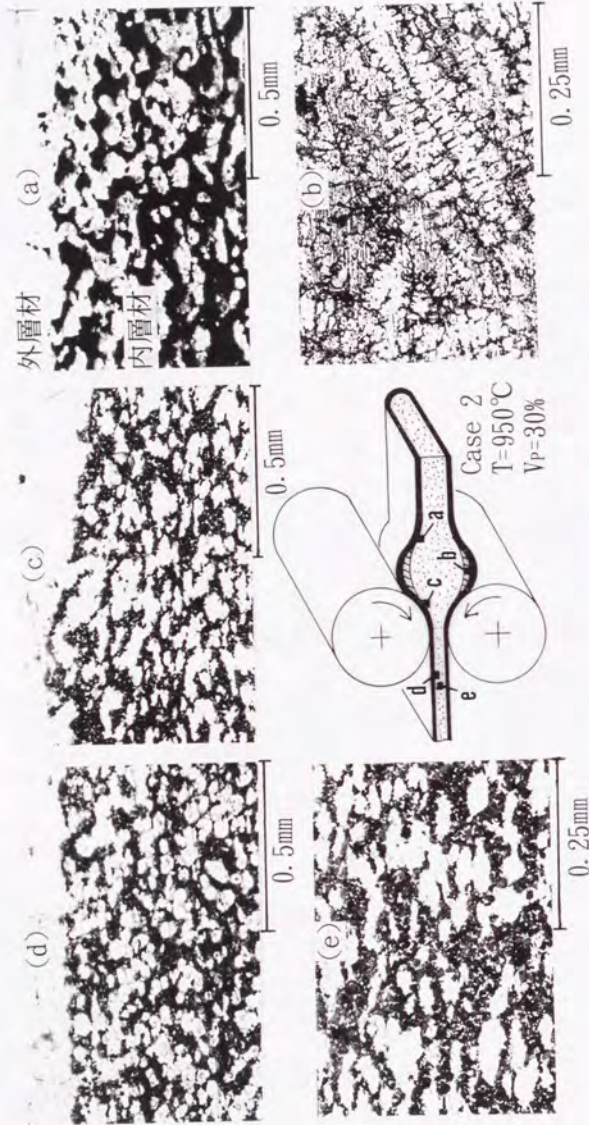 (d)
0.5mm
(e)
0.25mm
(c)
0.5mm
a
b
c
d
e
Case 2
T=950℃
VP=30%
外層材
(a)
内層材
0.5mm
(b)
0.25mm